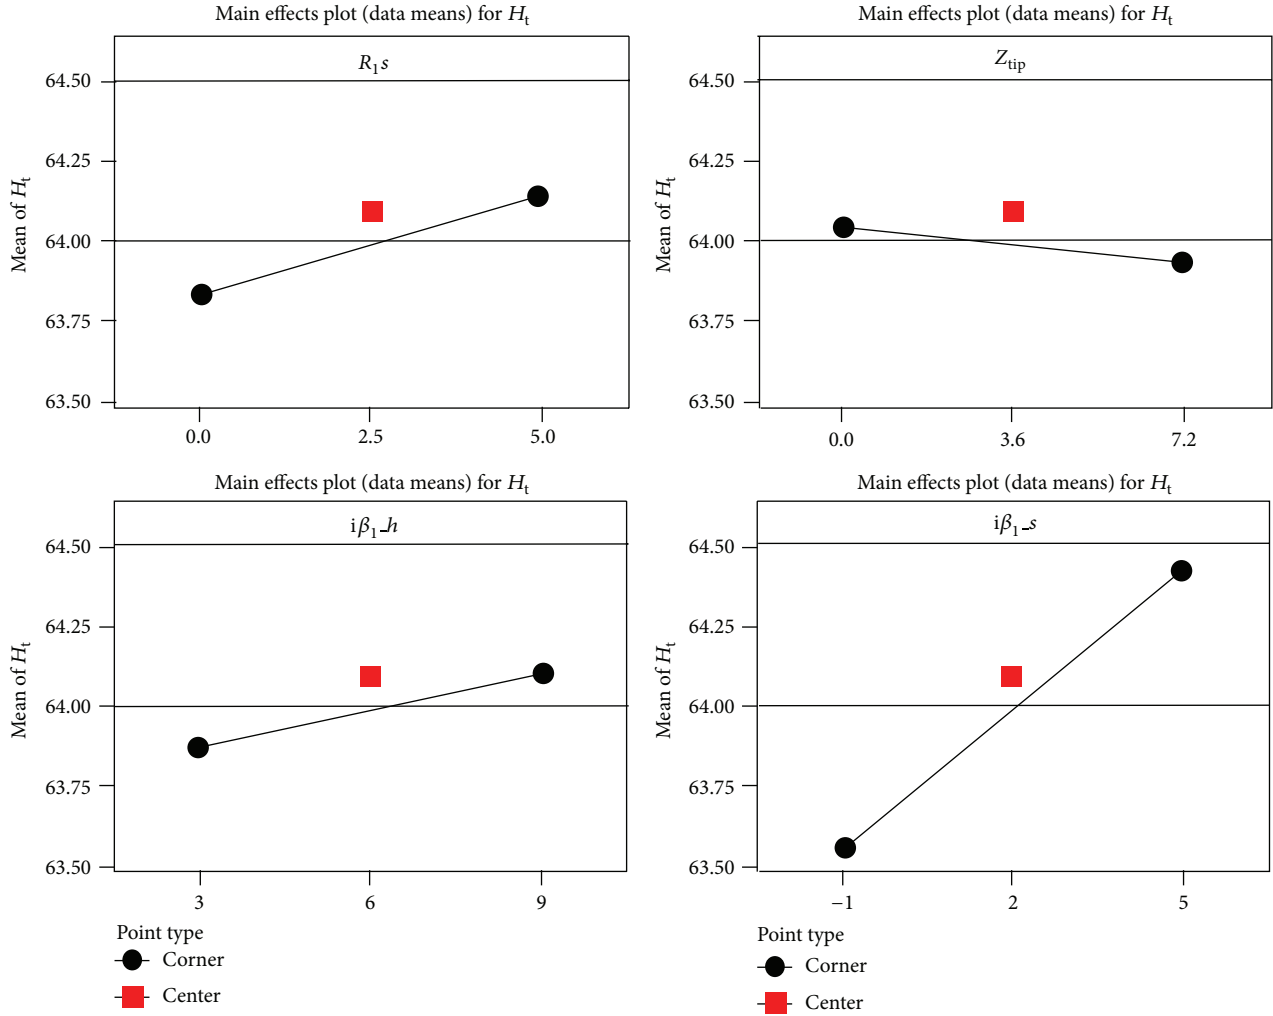 Main effects plot (data means) for Hₜ
R₁s
Mean of Hₜ
64.50
64.25
64.00
63.75
63.50
0.0 2.5 5.0
Main effects plot (data means) for Hₜ
Z_tip
Mean of Hₜ
64.50
64.25
64.00
63.75
63.50
0.0 3.6 7.2
Main effects plot (data means) for Hₜ
iβ₁_h
Mean of Hₜ
64.50
64.25
64.00
63.75
63.50
3 6 9
Point type
Corner
Center
Main effects plot (data means) for Hₜ
iβ₁_s
Mean of Hₜ
64.50
64.25
64.00
63.75
63.50
−1 2 5
Point type
Corner
Center